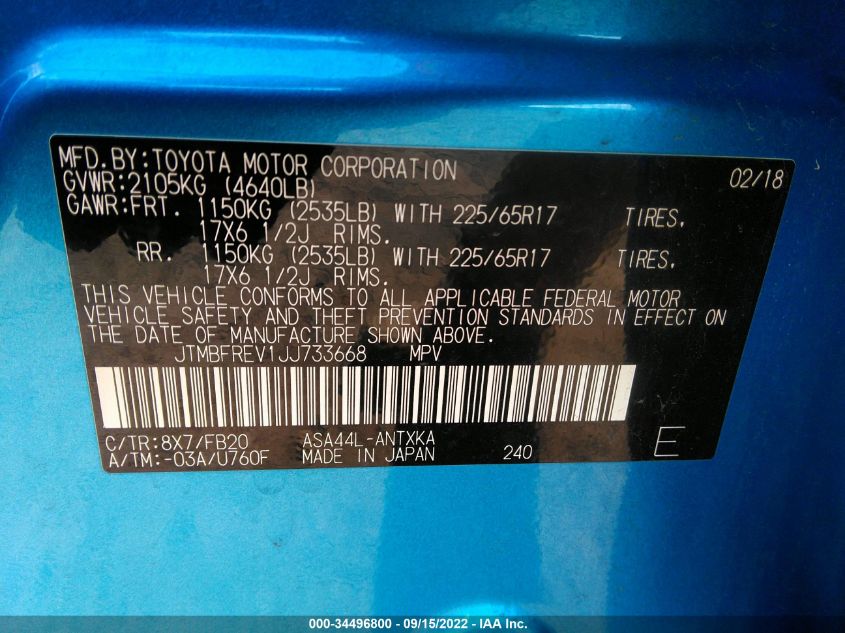 MFD.BY:TOYOTA MOTOR CORPORATION 02/18
GVWR:2105KG (4640LB)
GAWR:FRT. 1150KG (2535LB) WITH 225/65R17 TIRES,
17X6 1/2J RIMS.
RR. 1150KG (2535LB) WITH 225/65R17 TIRES,
17X6 1/2J RIMS.
THIS VEHICLE CONFORMS TO ALL APPLICABLE FEDERAL MOTOR
VEHICLE SAFETY AND THEFT PREVENTION STANDARDS IN EFFECT ON
THE DATE OF MANUFACTURE SHOWN ABOVE.
JTMBFREV1JJ733668 MPV
C/TR:8X7/FB20 ASA44L-ANTXKA
A/TM:-03A/U760F MADE IN JAPAN 240 E
000-34496800 - 09/15/2022 - IAA Inc.